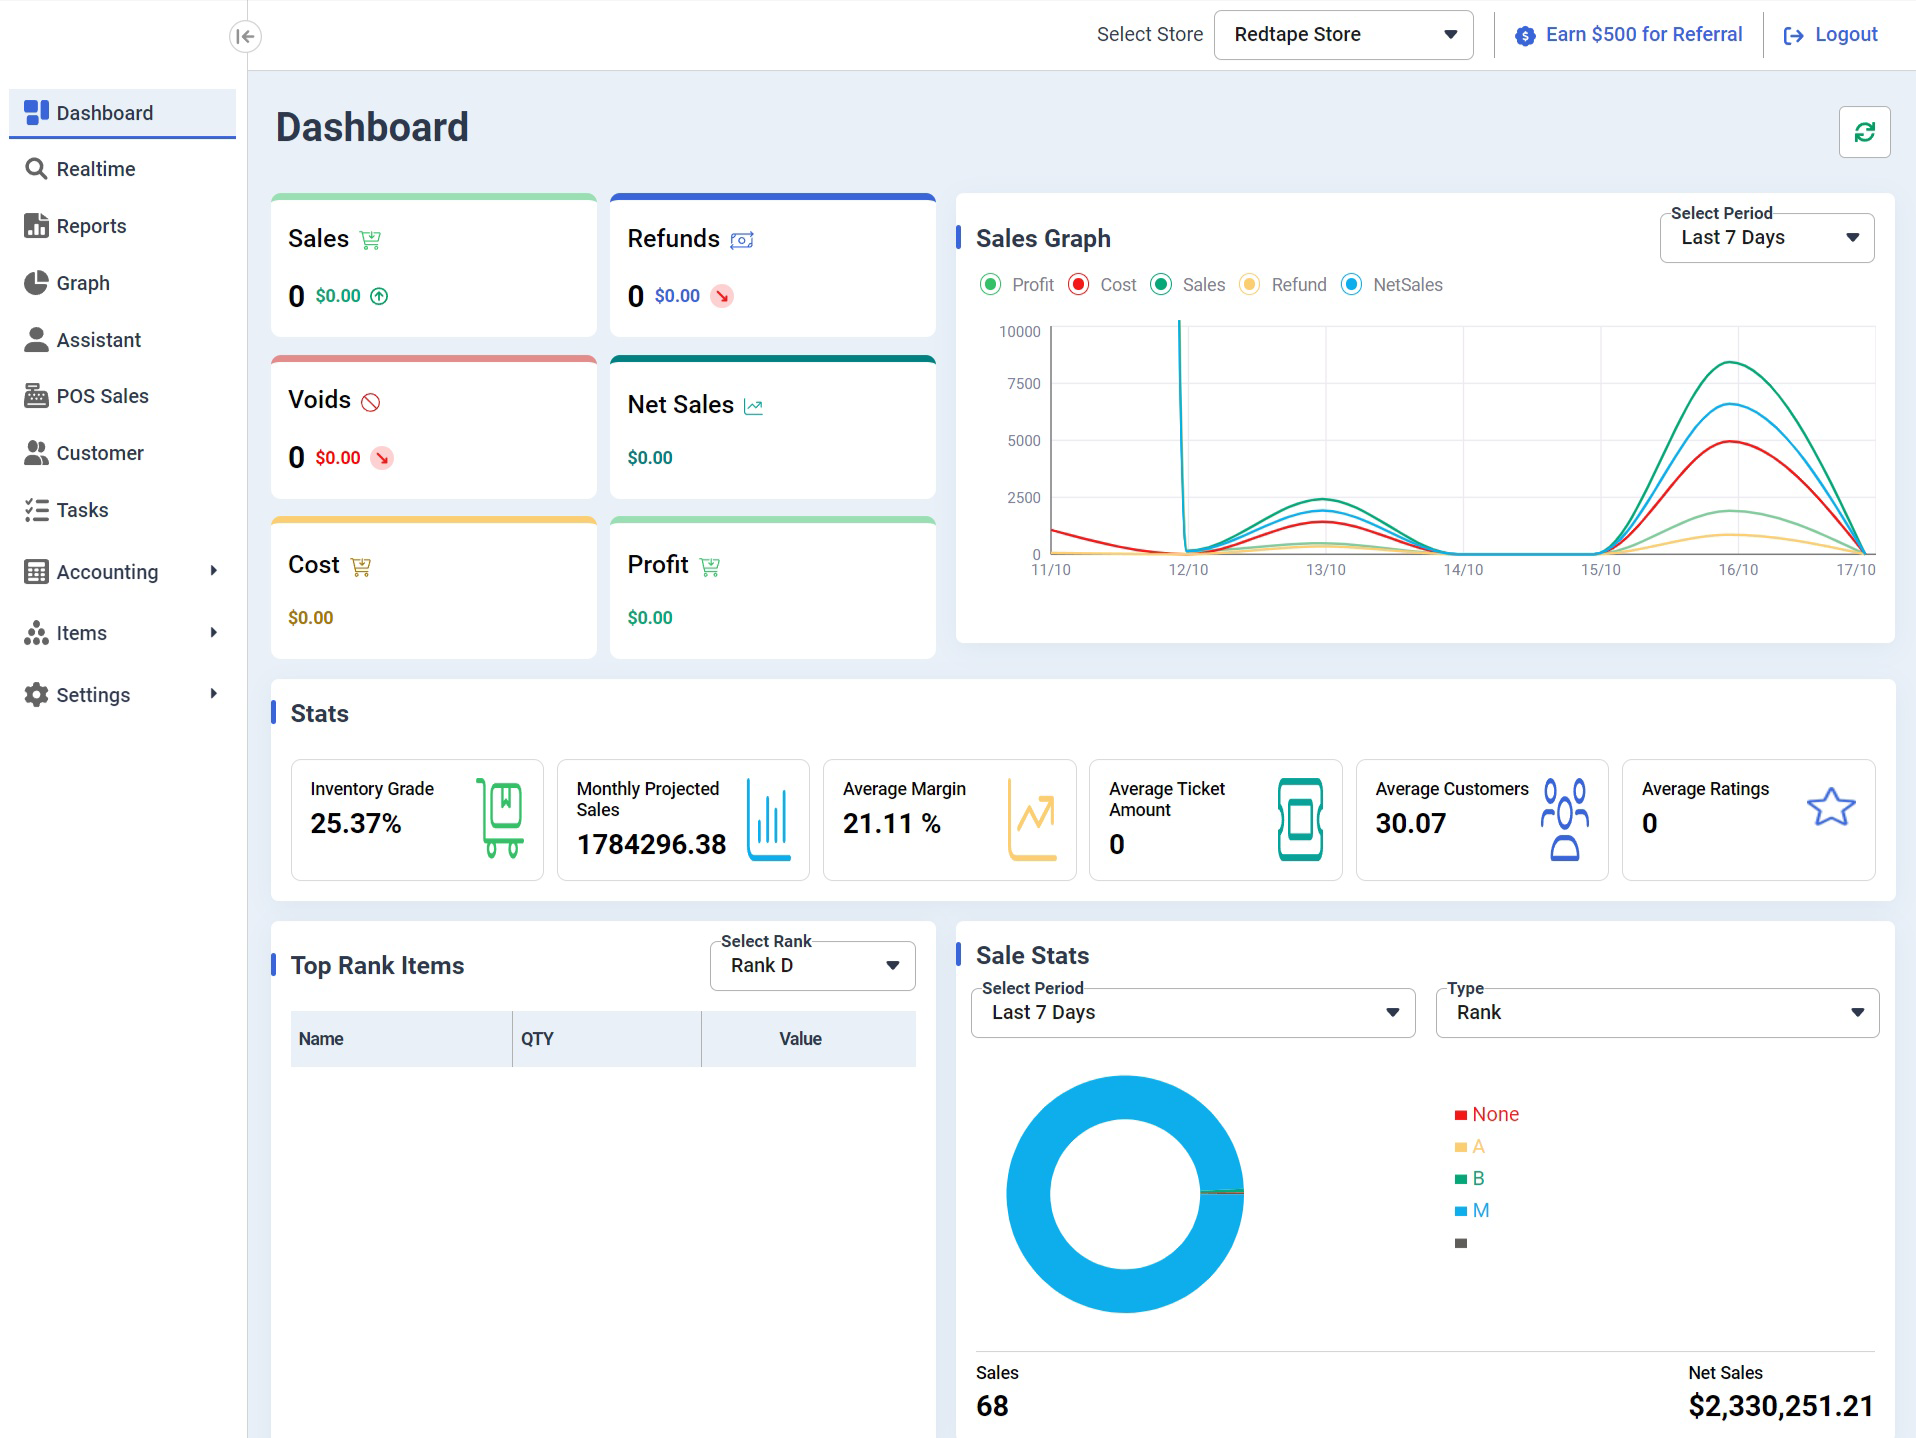 Select Store
Redtape Store
Earn $500 for Referral
Logout
Dashboard
Realtime
Reports
Graph
Assistant
POS Sales
Customer
Tasks
Accounting
Items
Settings
Dashboard
Sales
0 $0.00
Refunds
0 $0.00
Voids
0 $0.00
Net Sales
$0.00
Cost
$0.00
Profit
$0.00
Sales Graph
Select Period
Last 7 Days
Profit Cost Sales Refund NetSales
10000
7500
5000
2500
0
11/10 12/10 13/10 14/10 15/10 16/10 17/10
Stats
Inventory Grade
25.37%
Monthly Projected
Sales
1784296.38
Average Margin
21.11 %
Average Ticket
Amount
0
Average Customers
30.07
Average Ratings
0
Top Rank Items
Select Rank
Rank D
Name QTY Value
Sale Stats
Select Period
Last 7 Days
Type
Rank
None
A
B
M
Sales
68
Net Sales
$2,330,251.21